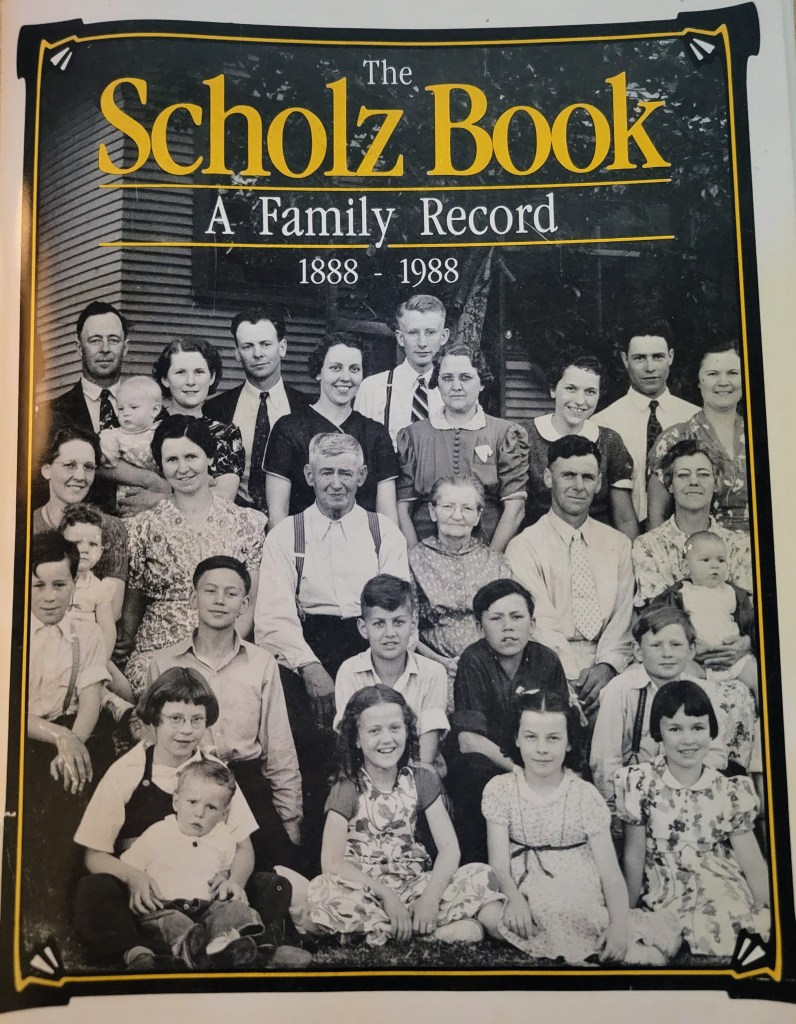 The
Scholz Book
A Family Record
1888 - 1988